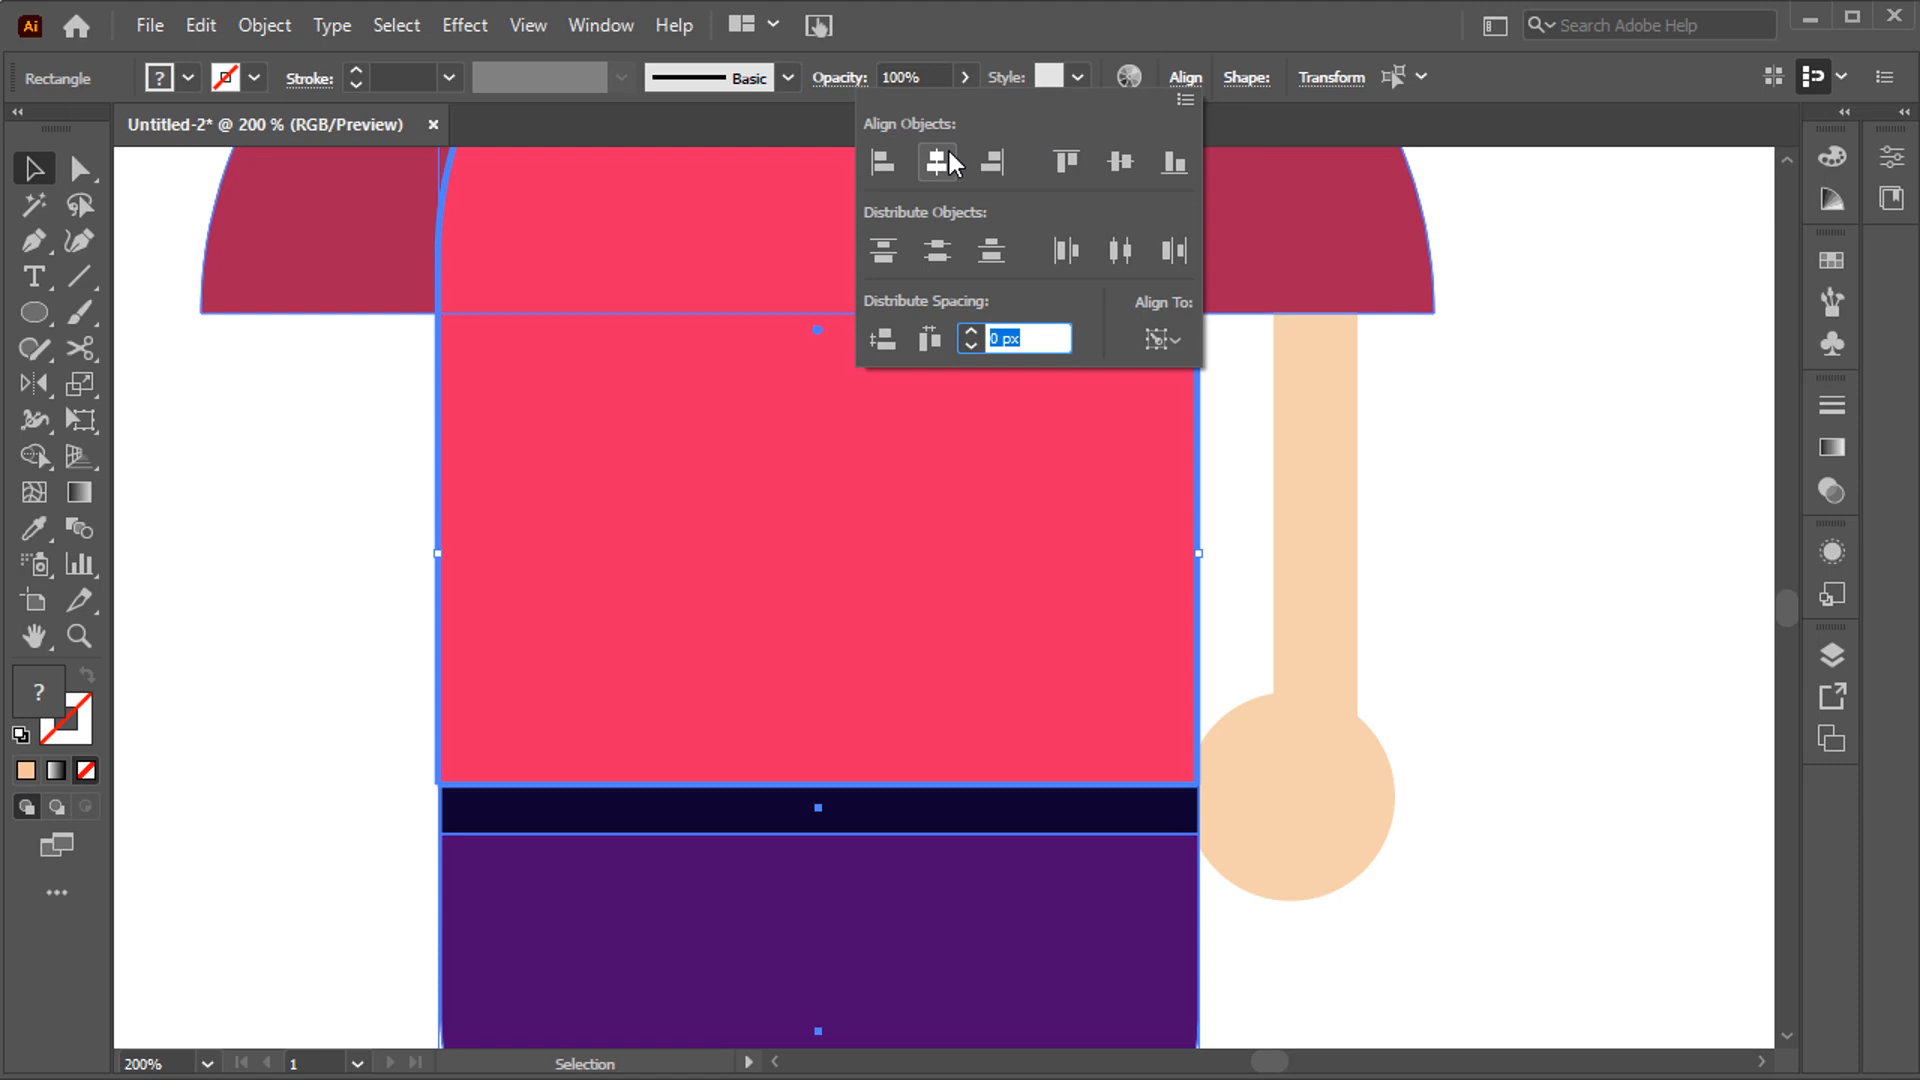 Ai File Edit Object Type Select Effect View Window Help Search Adobe Help
Rectangle ? Stroke: Basic Opacity: 100% Style: Align Shape: Transform
Untitled-2* @ 200 % (RGB/Preview)
Align Objects:
Distribute Objects:
Distribute Spacing: Align To:
0 px
?
200% 1 Selection